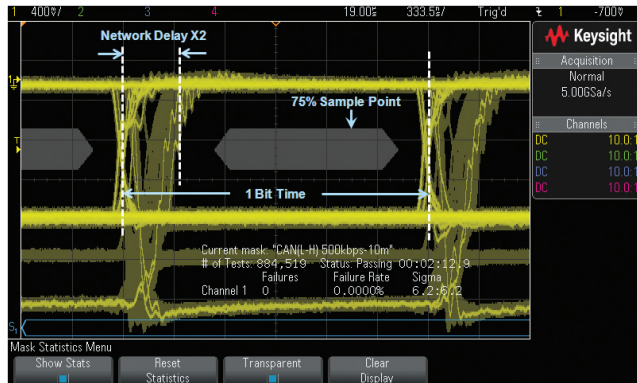 1 400▽/ 2 3 4 19.00▽ 333.5▽/ Trig'd 1 -700▽
Network Delay X2
KEYSIGHT
Acquisition
Normal
5.00GSa/s
Channels
DC 10.0:1
DC 10.0:1
DC 10.0:1
DC 10.0:1
75% Sample Point
1 Bit Time
Current mask: "CAN(L-H) 500kbps-10m"
# of Tests: 884,519 Status: Passing 00:02:12.9
Failures Failure Rate Sigma
Channel 1 0 0.0000% 6.2:6.2
Mask Statistics Menu
Show Stats
Reset
Statistics
Transparent
Clear
Display